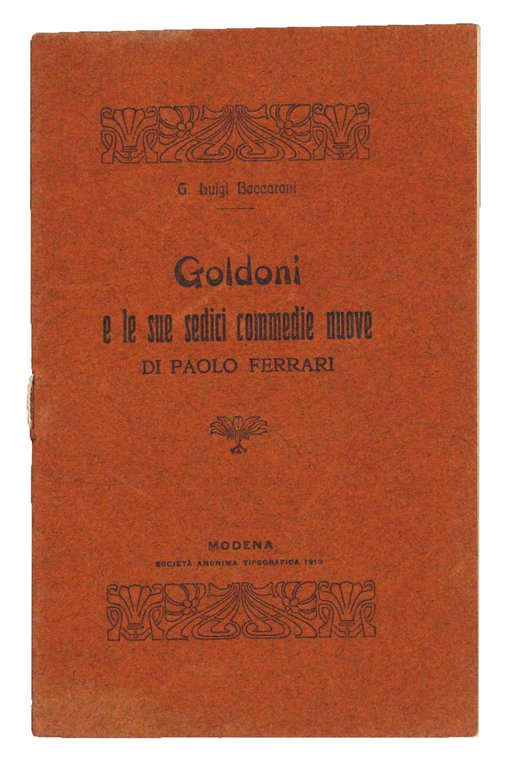 G. Luigi Baccarani
Goldoni
e le sue sedici commedie nuove
DI PAOLO FERRARI
MODENA
SOCIETÀ ANONIMA TIPOGRAFICA 1913